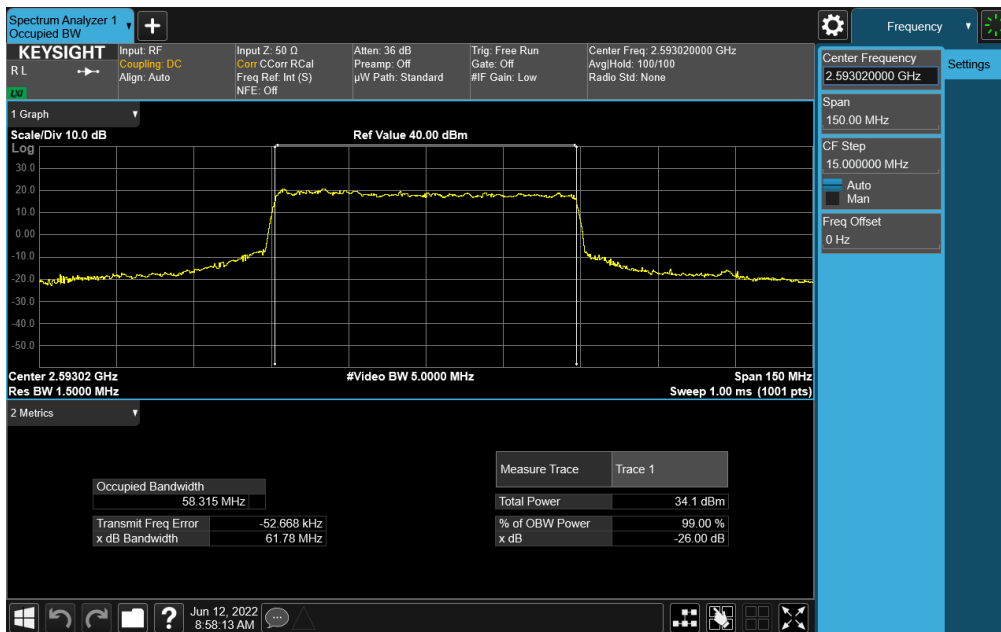 Spectrum Analyzer 1
Occupied BW
Frequency
KEYSIGHT
R L
LXI
Input: RF
Coupling: DC
Align: Auto
Input Z: 50 Ω
Corr CCorr RCal
Freq Ref: Int (S)
NFE: Off
Atten: 36 dB
Preamp: Off
µW Path: Standard
Trig: Free Run
Gate: Off
#IF Gain: Low
Center Freq: 2.593020000 GHz
Avg|Hold: 100/100
Radio Std: None
Center Frequency
2.593020000 GHz
Settings
Span
150.00 MHz
CF Step
15.000000 MHz
Auto
Man
Freq Offset
0 Hz
1 Graph
Scale/Div 10.0 dB
Ref Value 40.00 dBm
Log
30.0
20.0
10.0
0.00
-10.0
-20.0
-30.0
-40.0
-50.0
Center 2.59302 GHz
#Video BW 5.0000 MHz
Span 150 MHz
Res BW 1.5000 MHz
Sweep 1.00 ms (1001 pts)
2 Metrics
Measure Trace Trace 1
Occupied Bandwidth
58.315 MHz
Total Power 34.1 dBm
Transmit Freq Error -52.668 kHz
% of OBW Power 99.00 %
x dB Bandwidth 61.78 MHz
x dB -26.00 dB
Jun 12, 2022
8:58:13 AM